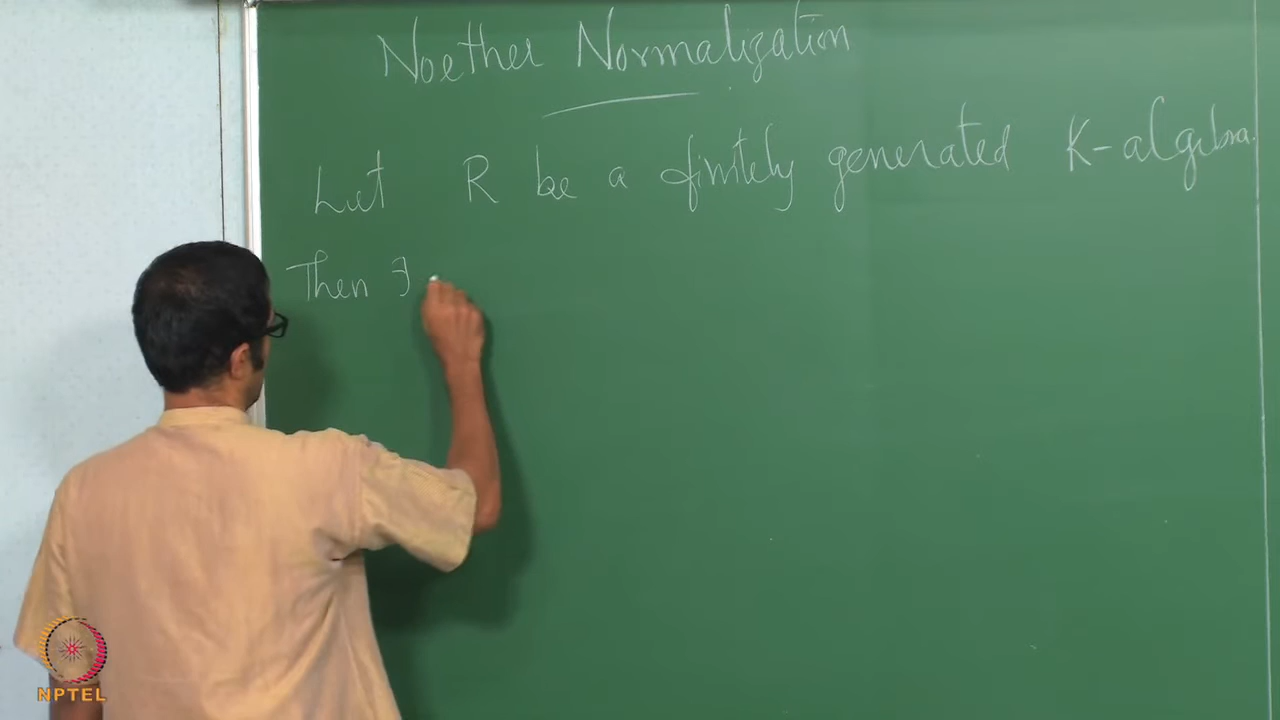 Noether Normalization
Let R be a finitely generated K-algebra.
Then ∃
NPTEL